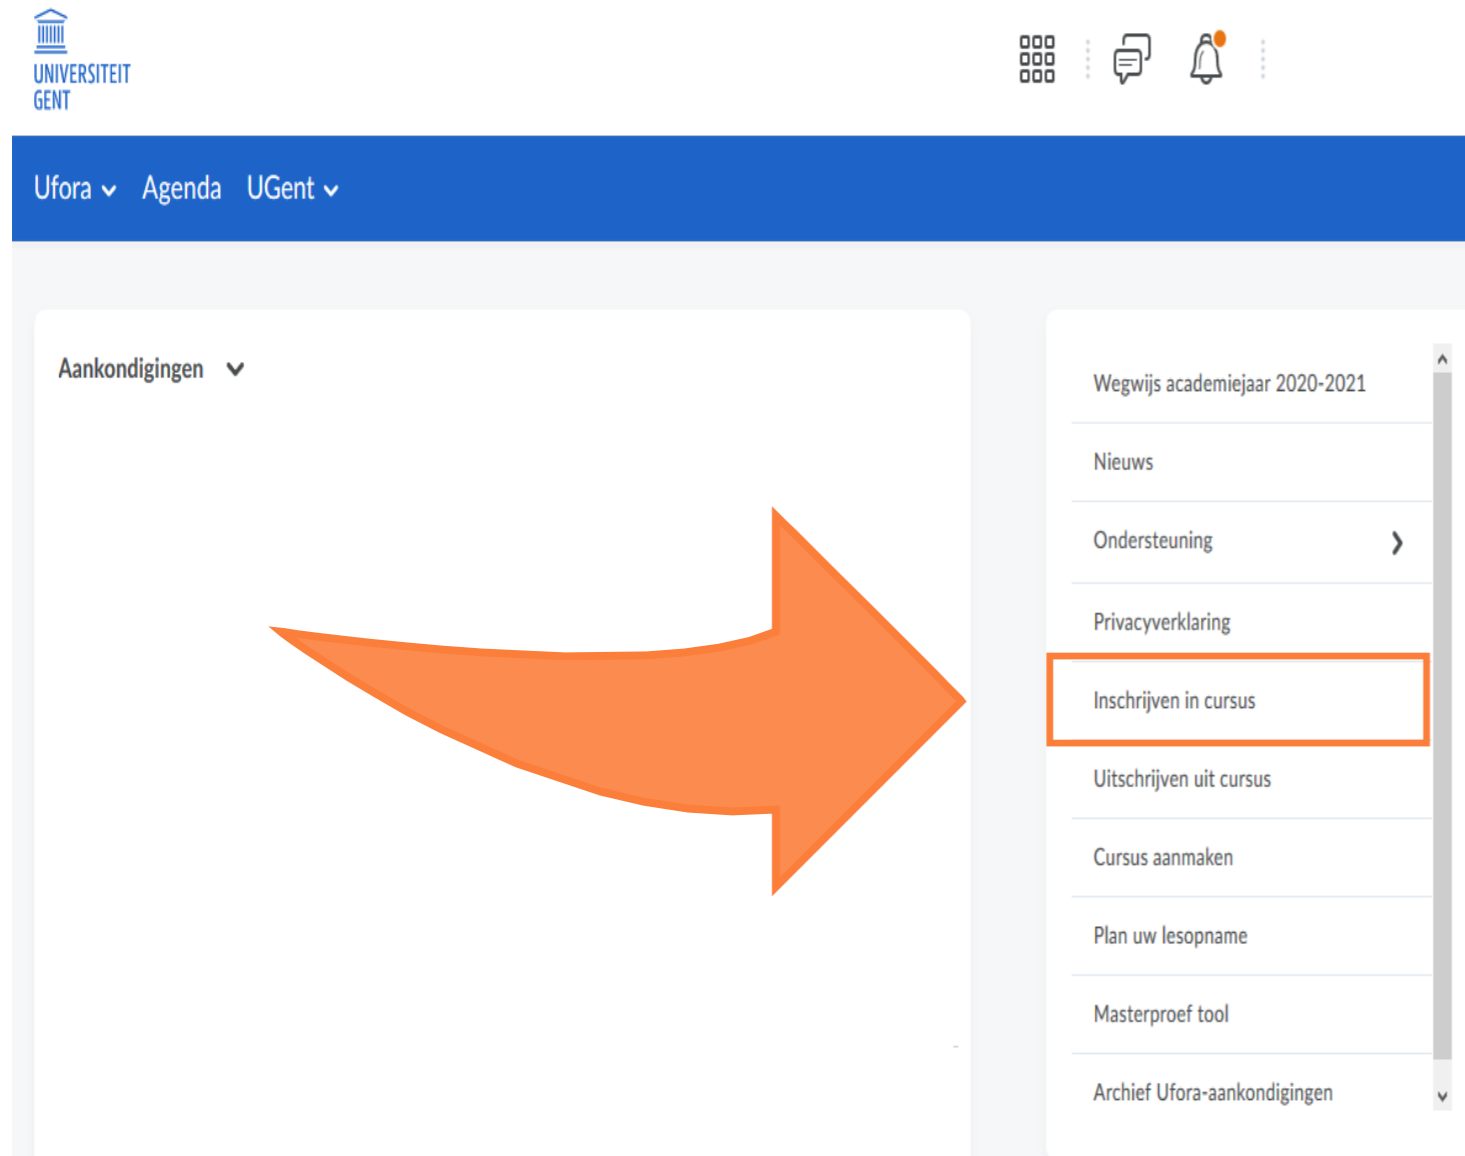 UNIVERSITEIT
GENT
Ufora Agenda UGent
Aankondigingen
Wegwijs academiejaar 2020-2021
Nieuws
Ondersteuning
Privacyverklaring
Inschrijven in cursus
Uitschrijven uit cursus
Cursus aanmaken
Plan uw lesopname
Masterproef tool
Archief Ufora-aankondigingen